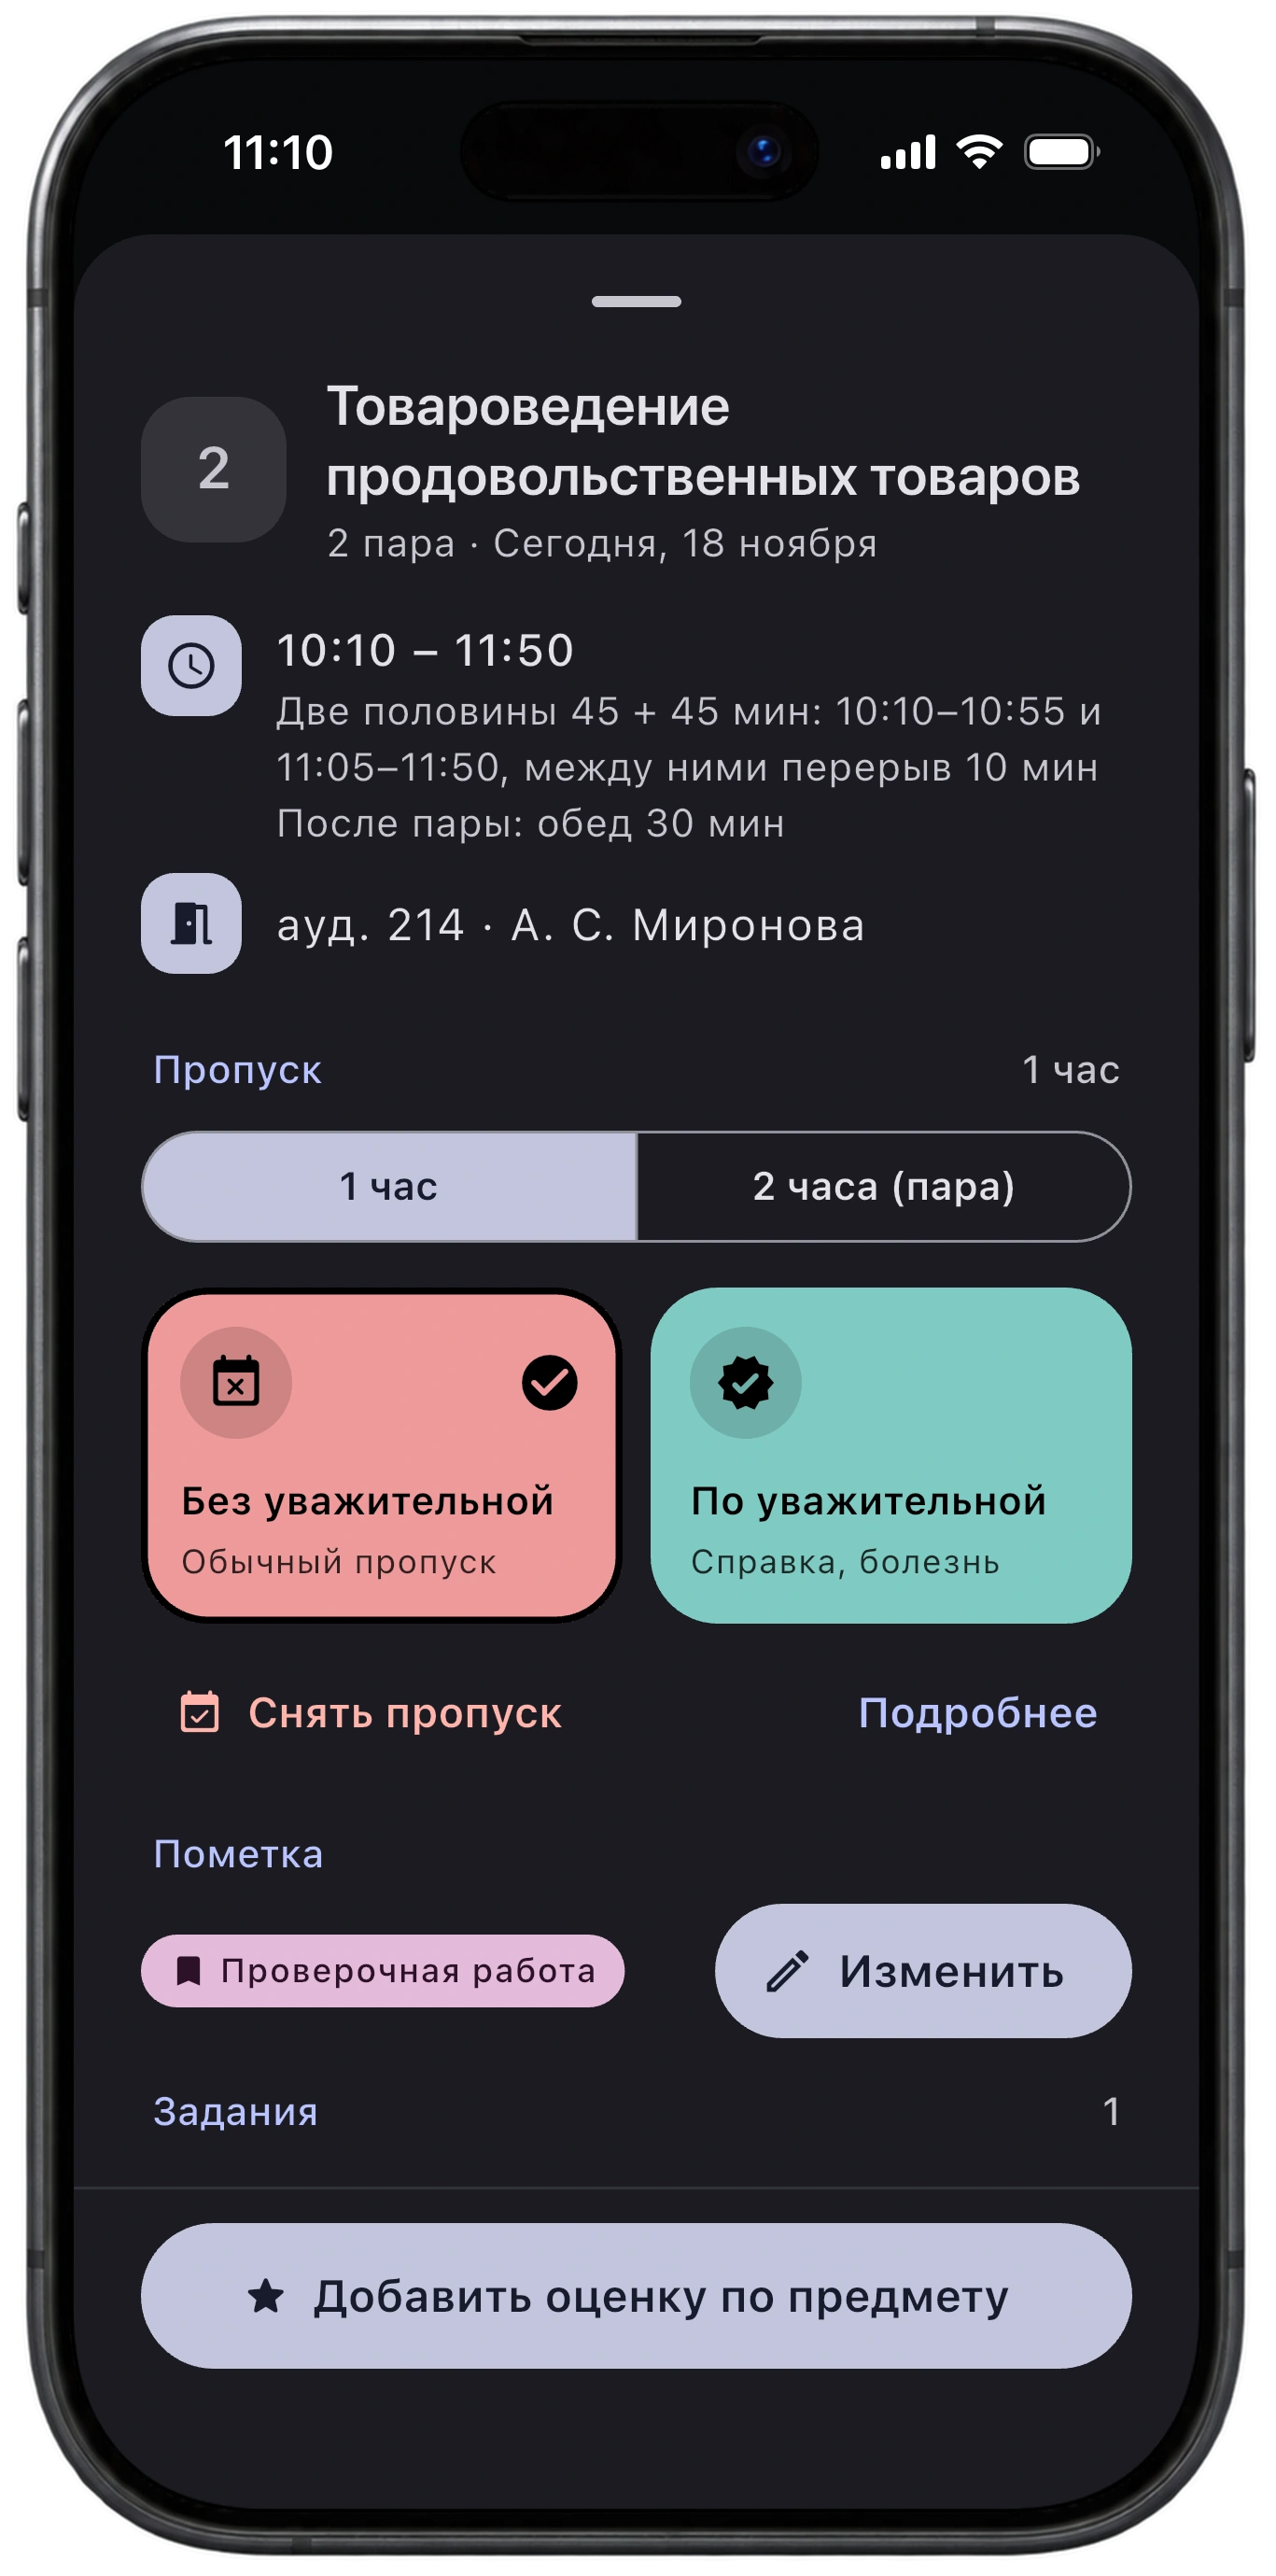 11:10
2
Товароведение
продовольственных товаров
2 пара · Сегодня, 18 ноября
10:10 – 11:50
Две половины 45 + 45 мин: 10:10–10:55 и
11:05–11:50, между ними перерыв 10 мин
После пары: обед 30 мин
ауд. 214 · А. С. Миронова
Пропуск
1 час
1 час
2 часа (пара)
Без уважительной
Обычный пропуск
По уважительной
Справка, болезнь
Снять пропуск
Подробнее
Пометка
Проверочная работа
Изменить
Задания
1
Добавить оценку по предмету